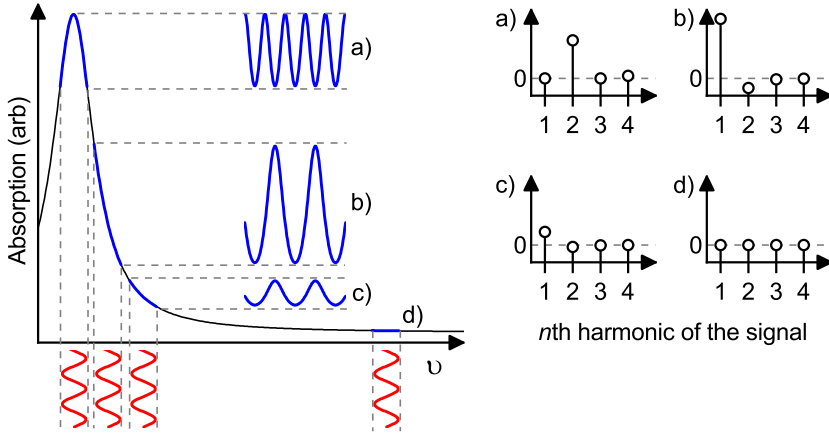 Absorption (arb)
a)
b)
c)
d)
υ
a)
0
1 2 3 4
b)
0
1 2 3 4
c)
0
1 2 3 4
d)
0
1 2 3 4
nth harmonic of the signal